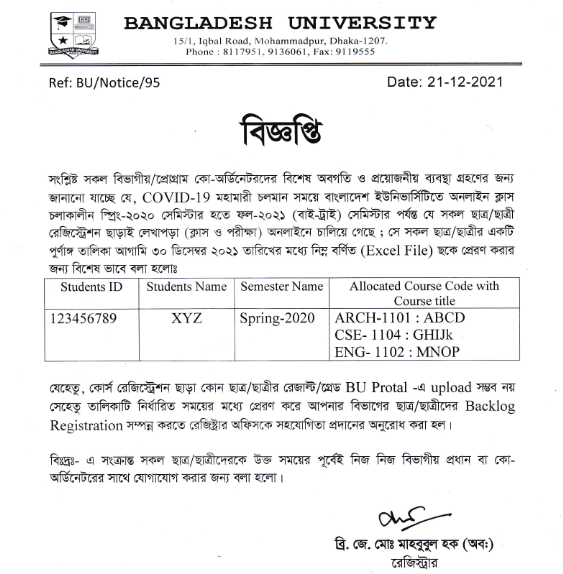 BANGLADESH UNIVERSITY
15/1, Iqbal Road, Mohammadpur, Dhaka-1207.
Phone : 8117951, 9136061, Fax: 9119555
Ref: BU/Notice/95 Date: 21-12-2021
বিজ্ঞপ্তি
সংশ্লিষ্ট সকল বিভাগীয়/প্রোগ্রাম কো-অর্ডিনেটরদের বিশেষ অবগতি ও প্রয়োজনীয় ব্যবস্থা গ্রহণের জন্য
জানানো যাচ্ছে যে, COVID-19 মহামারী চলমান সময়ে বাংলাদেশ ইউনিভার্সিটিতে অনলাইন ক্লাস
চলাকালীন স্প্রিং-২০২০ সেমিস্টার হতে ফল-২০২১ (বাই-ট্রাই) সেমিস্টার পর্যন্ত যে সকল ছাত্র/ছাত্রী
রেজিস্ট্রেশন ছাড়াই লেখাপড়া (ক্লাস ও পরীক্ষা) অনলাইনে চালিয়ে গেছে ; সে সকল ছাত্র/ছাত্রীর একটি
পূর্ণাঙ্গ তালিকা আগামি ৩০ ডিসেম্বর ২০২১ তারিখের মধ্যে নিম্ন বর্ণিত (Excel File) ছকে প্রেরণ করার
জন্য বিশেষ ভাবে বলা হলোঃ
Students ID Students Name Semester Name Allocated Course Code with
Course title
123456789 XYZ Spring-2020 ARCH-1101 : ABCD
CSE- 1104 : GHIJk
ENG- 1102 : MNOP
যেহেতু, কোর্স রেজিস্ট্রেশন ছাড়া কোন ছাত্র/ছাত্রীর রেজাল্ট/গ্রেড BU Protal -এ upload সম্ভব নয়
সেহেতু তালিকাটি নির্ধারিত সময়ের মধ্যে প্রেরণ করে আপনার বিভাগের ছাত্র/ছাত্রীদের Backlog
Registration সম্পন্ন করতে রেজিষ্ট্রার অফিসকে সহযোগিতা প্রদানের অনুরোধ করা হল।
বিঃদ্রঃ- এ সংক্রান্ত সকল ছাত্র/ছাত্রীদেরকে উক্ত সময়ের পূর্বেই নিজ নিজ বিভাগীয় প্রধান বা কো-
অর্ডিনেটরের সাথে যোগাযোগ করার জন্য বলা হলো।
ব্রি. জে. মোঃ মাহবুবুল হক (অবঃ)
রেজিস্ট্রার